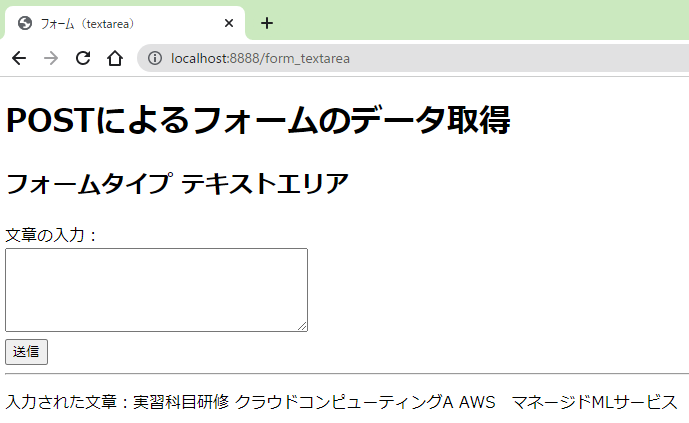 フォーム（textarea）
localhost:8888/form_textarea
POSTによるフォームのデータ取得
フォームタイプ テキストエリア
文章の入力：
送信
入力された文章：実習科目研修 クラウドコンピューティングA AWS　マネージドMLサービス